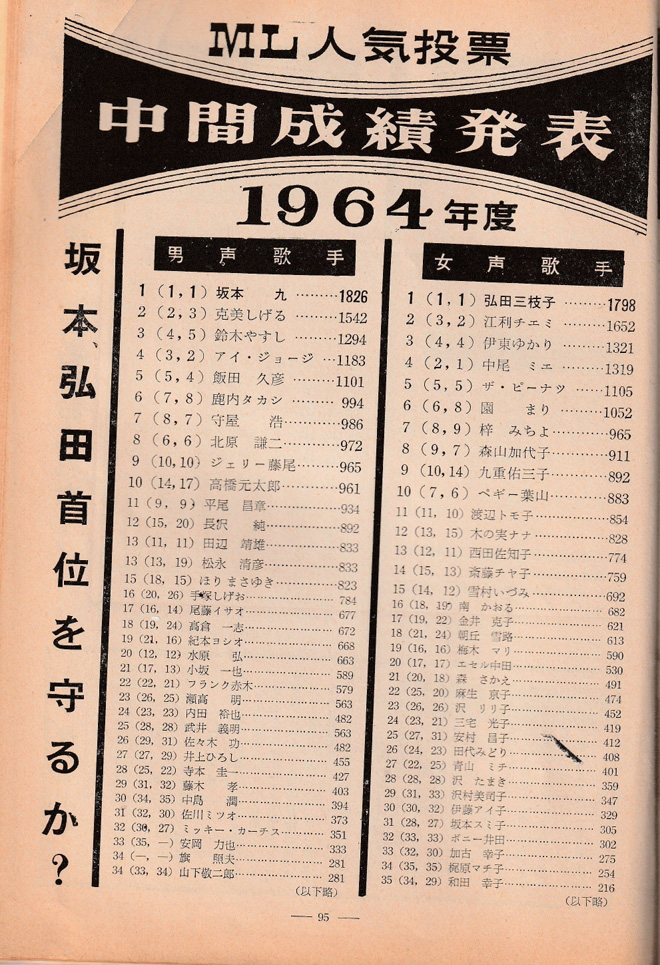 ML人気投票
中間成績発表
1964年度
坂本、弘田首位を守るか？
男声歌手
1 (1, 1) 坂本 九 ………1826
2 (2, 3) 克美しげる ………1542
3 (4, 5) 鈴木やすし ………1294
4 (3, 2) アイ・ジョージ …1183
5 (5, 4) 飯田 久彦 ………1101
6 (7, 8) 鹿内タカシ ……… 994
7 (8, 7) 守屋 浩 ………986
8 (6, 6) 北原 謙二 ………972
9 (10,10) ジェリー藤尾 ………965
10 (14,17) 高橋元太郎 ………961
11 (9, 9) 平尾 昌章 ………934
12 (15, 20) 長沢 純 ………892
13 (11, 11) 田辺 靖雄 ………833
13 (13, 19) 松永 清彦 ………833
15 (18, 15) ほりまさゆき ………823
16 (20, 26) 手塚しげお ………784
17 (16, 14) 尾藤イサオ ………677
18 (19, 24) 高倉 一志 ………672
19 (21, 16) 紀本ヨシオ ………668
20 (12, 12) 水原 弘 ………663
21 (17, 13) 小坂 一也 ………589
22 (22, 21) フランク赤木 ………579
23 (26, 25) 瀬高 明 ………563
24 (23, 23) 内田 裕也 ………482
25 (28, 28) 武井 義明 ………563
26 (29, 31) 佐々木 功 ………482
27 (27, 29) 井上ひろし ………455
28 (25, 22) 寺本 圭一 ………427
29 (31, 32) 藤木 孝 ………403
30 (34, 35) 中島 潤 ………394
31 (32, 30) 佐川ミツオ ………373
32 (30, 27) ミッキー・カーチス ………351
33 (35, —) 安岡 力也 ………333
34 (—, —) 旗 照夫 ………281
34 (33, 34) 山下敬二郎 ………281
(以下略)
女声歌手
1 (1, 1) 弘田三枝子 ………1798
2 (3, 2) 江利チエミ ………1652
3 (4, 4) 伊東ゆかり ………1321
4 (2, 1) 中尾 ミエ ………1319
5 (5, 5) ザ・ピーナツ ………1105
6 (6, 8) 園 まり ………1052
7 (8, 9) 梓 みちよ ………965
8 (9, 7) 森山加代子 ………911
9 (10, 14) 九重佑三子 ………892
10 (7, 6) ペギー葉山 ………883
11 (11, 10) 渡辺トモ子 ………854
12 (13, 15) 木の実ナナ ………828
13 (12, 11) 西田佐知子 ………774
14 (15, 13) 斎藤チヤ子 ………759
15 (14, 12) 雪村いづみ ………692
16 (18, 19) 南 かおる ………682
17 (19, 22) 金井 克子 ………621
18 (21, 24) 朝丘 雪路 ………613
19 (16, 16) 梅木 マリ ………590
20 (17, 17) エセル中田 ………530
21 (20, 18) 森 さかえ ………491
22 (25, 20) 麻生 京子 ………474
23 (26, 26) 沢 リリ子 ………452
24 (23, 21) 三宅 光子 ………419
25 (27, 31) 安村 昌子 ………412
26 (24, 23) 田代みどり ………408
27 (22, 25) 青山 ミチ ………401
28 (28, 28) 沢 たまき ………359
29 (31, 33) 沢村美司子 ………347
30 (30, 32) 伊藤アイ子 ………329
31 (28, 27) 坂本スミ子 ………305
32 (33, 33) ボニー井田 ………302
33 (32, 30) 加古 幸子 ………275
34 (35, 35) 梶原マチ子 ………254
35 (34, 29) 和田 幸子 ………216
(以下略)
— 95 —